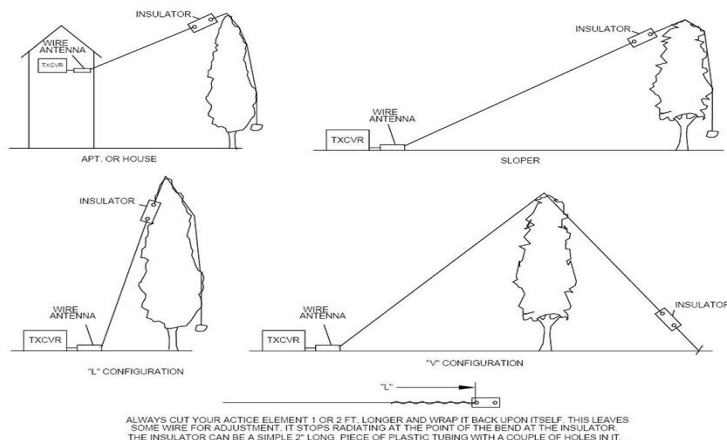 INSULATOR
WIRE
ANTENNA
TXCVR
APT. OR HOUSE
INSULATOR
WIRE
ANTENNA
TXCVR
SLOPER
INSULATOR
WIRE
ANTENNA
TXCVR
"L" CONFIGURATION
WIRE
ANTENNA
TXCVR
INSULATOR
"V" CONFIGURATION
"L"
ALWAYS CUT YOUR ACTICE ELEMENT 1 OR 2 FT. LONGER AND WRAP IT BACK UPON ITSELF. THIS LEAVES
SOME WIRE FOR ADJUSTMENT. IT STOPS RADIATING AT THE POINT OF THE BEND AT THE INSULATOR.
THE INSULATOR CAN BE A SIMPLE 2" LONG PIECE OF PLASTIC TUBING WITH A COUPLE OF HOLES IN IT.